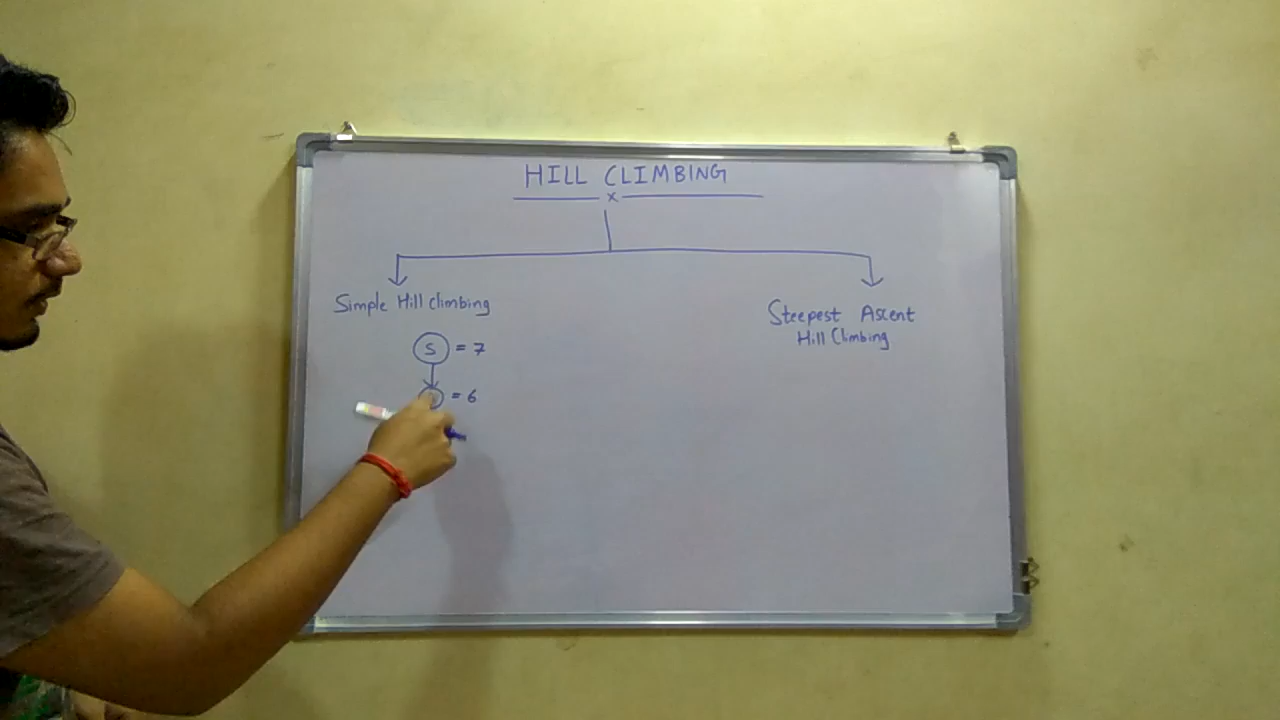 HILL CLIMBING
x
Simple Hill climbing
Steepest Ascent
Hill Climbing
S = 7
= 6